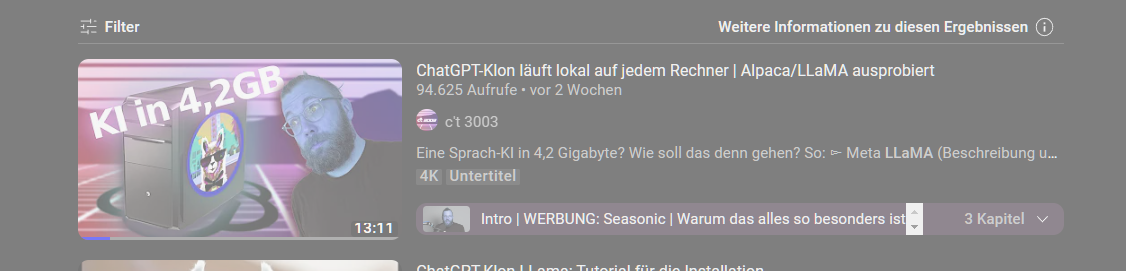 Filter
Weitere Informationen zu diesen Ergebnissen
KI in 4,2GB
13:11
ChatGPT-Klon läuft lokal auf jedem Rechner | Alpaca/LLaMA ausprobiert
94.625 Aufrufe • vor 2 Wochen
c't 3003
Eine Sprach-KI in 4,2 Gigabyte? Wie soll das denn gehen? So: ➛ Meta LLaMA (Beschreibung u...
4K Untertitel
Intro | WERBUNG: Seasonic | Warum das alles so besonders ist
3 Kapitel
ChatGPT-Klon LLama: Tutorial für die Installation